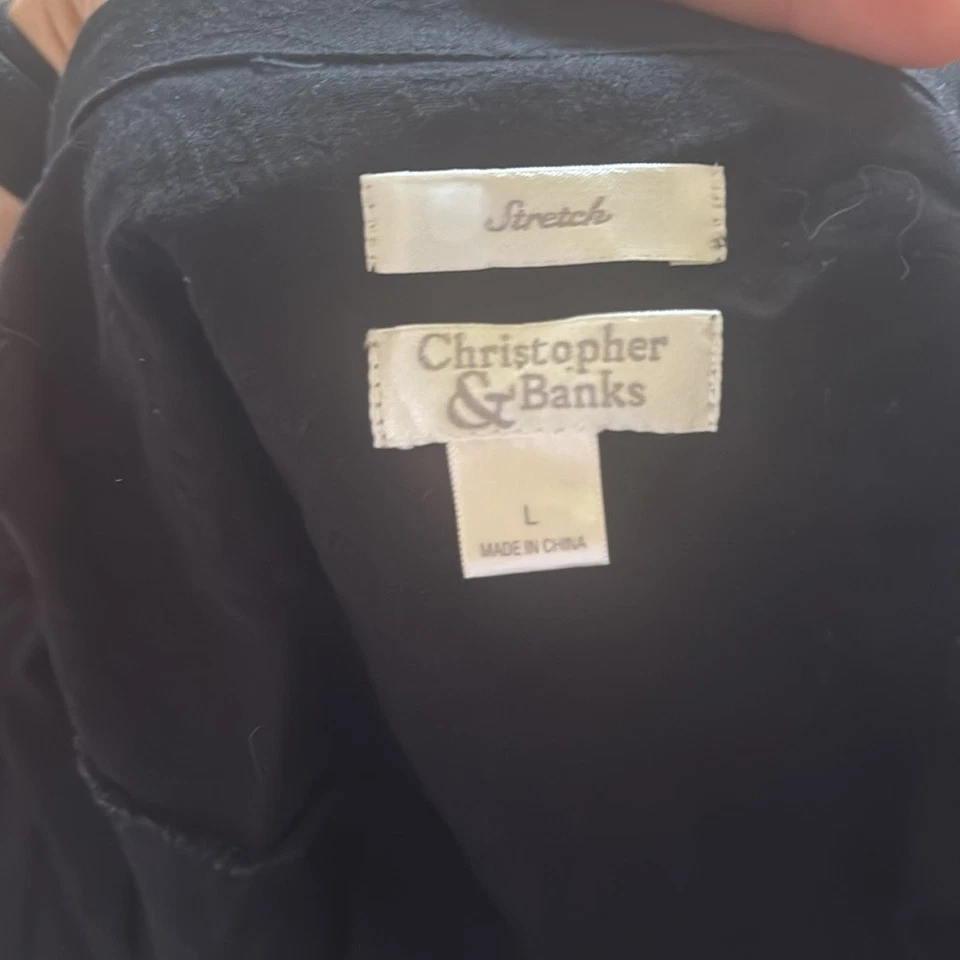 Stretch
Christopher
& Banks
L
MADE IN CHINA